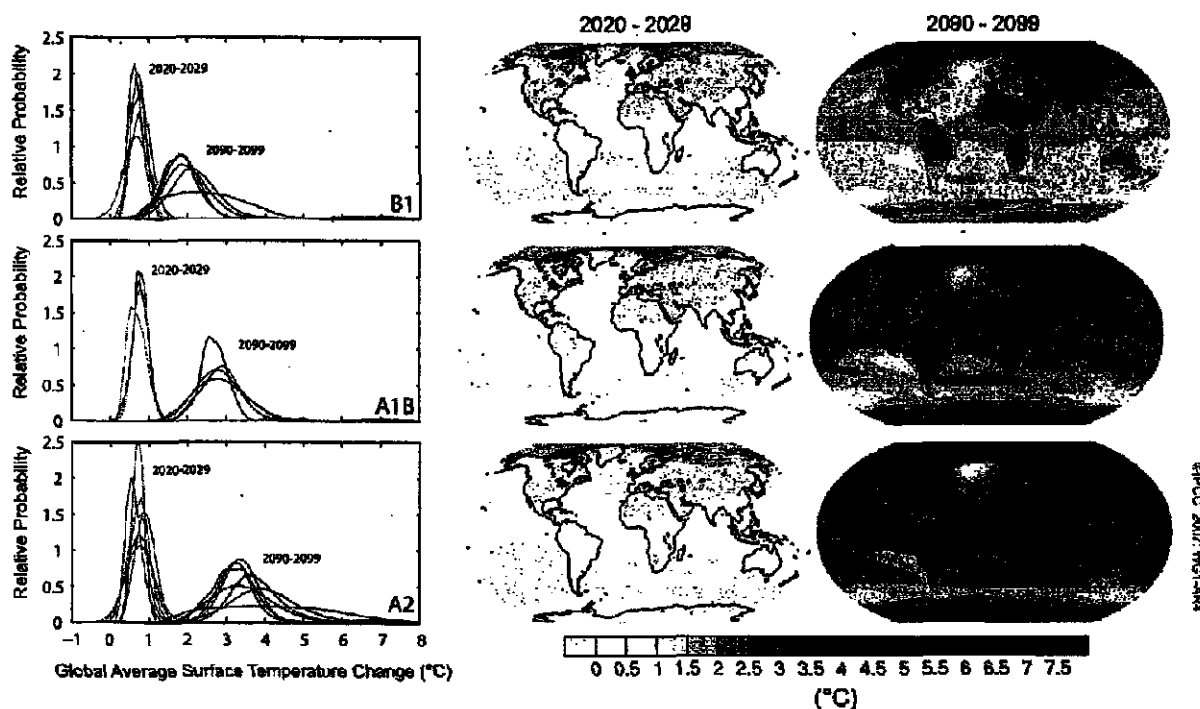 2020 - 2029
2090 - 2099
Relative Probability
2.5
2
1.5
1
0.5
0
2020-2029
2090-2099
B1
Relative Probability
2.5
2
1.5
1
0.5
0
2020-2029
2090-2099
A1B
Relative Probability
2.5
2
1.5
1
0.5
0
2020-2029
2090-2099
A2
-1 0 1 2 3 4 5 6 7 8
Global Average Surface Temperature Change (°C)
0 0.5 1 1.5 2 2.5 3 3.5 4 4.5 5 5.5 6 6.5 7 7.5
(°C)
©IPCC 2007: WG1-AR4